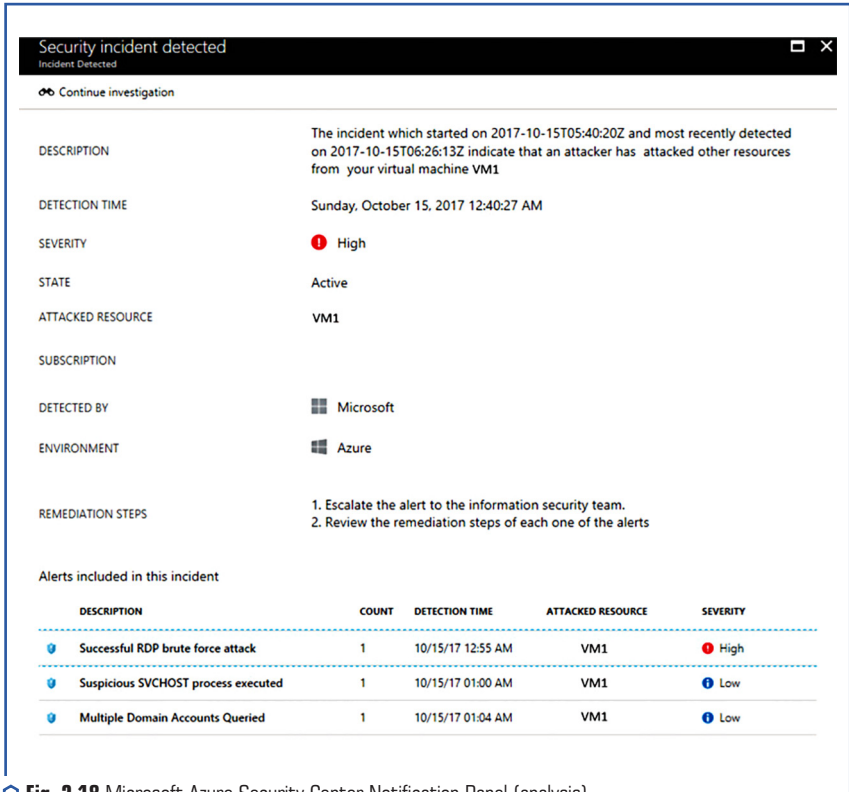 Security incident detected
Incident Detected
Continue investigation
DESCRIPTION
The incident which started on 2017-10-15T05:40:20Z and most recently detected
on 2017-10-15T06:26:13Z indicate that an attacker has attacked other resources
from your virtual machine VM1
DETECTION TIME
Sunday, October 15, 2017 12:40:27 AM
SEVERITY
High
STATE
Active
ATTACKED RESOURCE
VM1
SUBSCRIPTION
DETECTED BY
Microsoft
ENVIRONMENT
Azure
REMEDIATION STEPS
1. Escalate the alert to the information security team.
2. Review the remediation steps of each one of the alerts
Alerts included in this incident
DESCRIPTION COUNT DETECTION TIME ATTACKED RESOURCE SEVERITY
Successful RDP brute force attack 1 10/15/17 12:55 AM VM1 High
Suspicious SVCHOST process executed 1 10/15/17 01:00 AM VM1 Low
Multiple Domain Accounts Queried 1 10/15/17 01:04 AM VM1 Low
Fig. 2.18 Microsoft Azure Security Center Notification Panel (analysis)